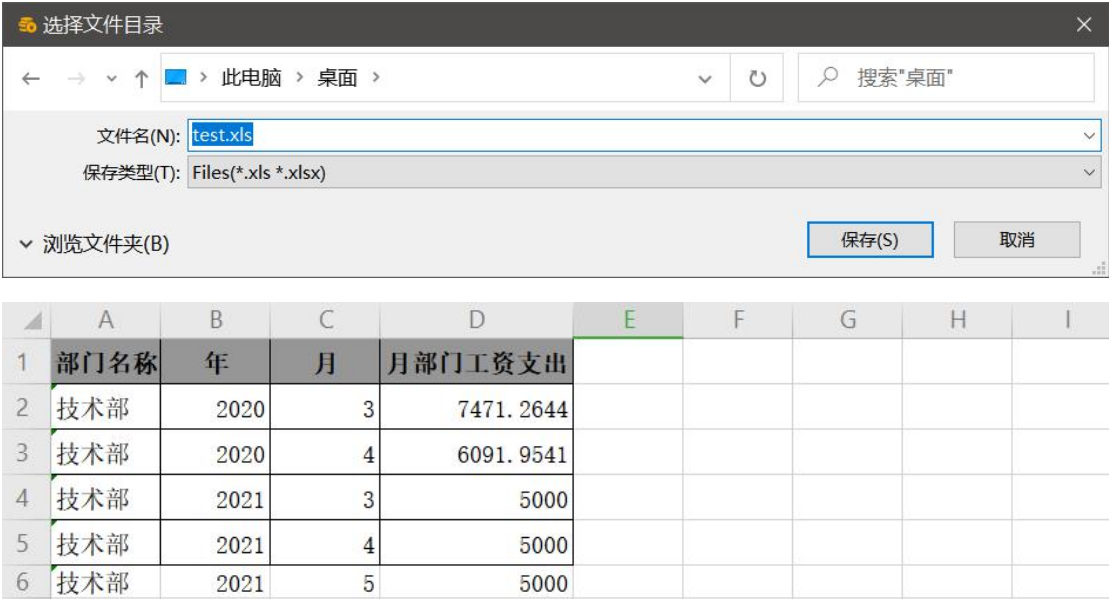 选择文件目录
此电脑 > 桌面 >
搜索"桌面"
文件名(N): test.xls
保存类型(T): Files(*.xls *.xlsx)
浏览文件夹(B)
保存(S) 取消
A B C D E F G H I
1 部门名称 年 月 月部门工资支出
2 技术部 2020 3 7471.2644
3 技术部 2020 4 6091.9541
4 技术部 2021 3 5000
5 技术部 2021 4 5000
6 技术部 2021 5 5000